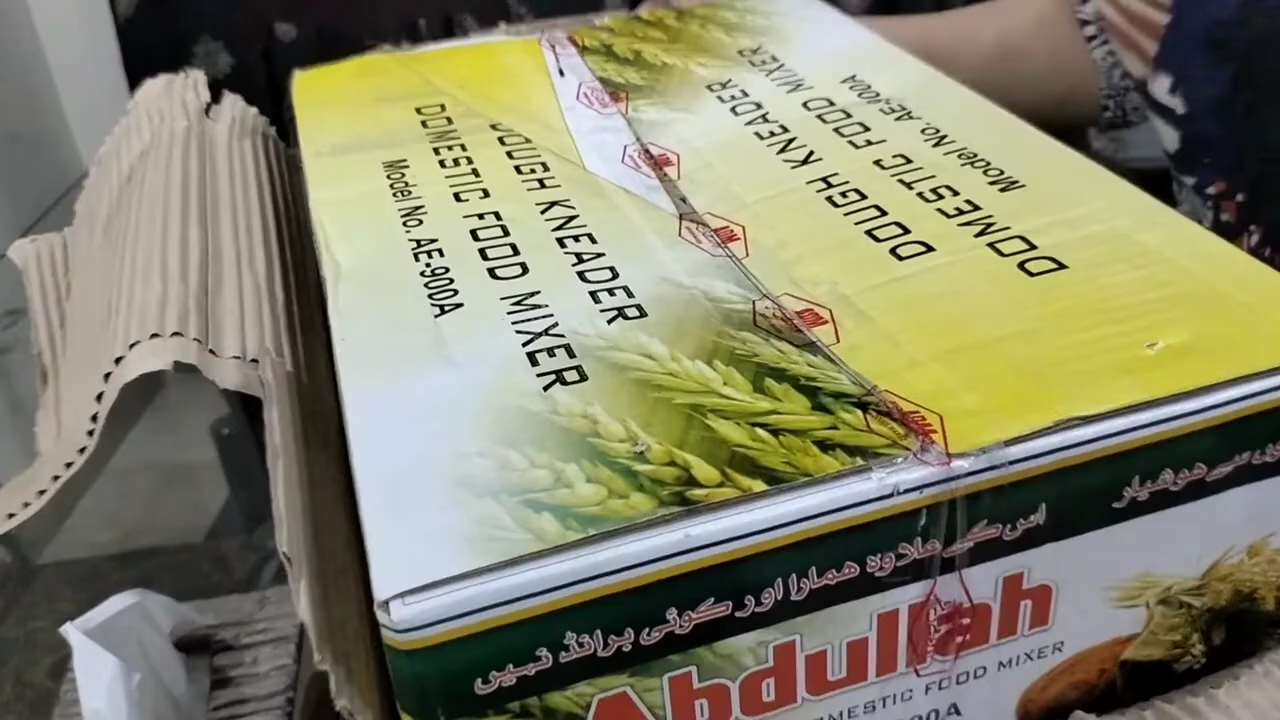 DOUGH KNEADER
DOMESTIC FOOD MIXER
Model No. AE-900A
DOUGH KNEADER
DOMESTIC FOOD MIXER
Model No. AE-900A
سے ہوشیار
اس کے علاوہ ہمارا اور کوئی برانڈ نہیں
Abdullah
DOMESTIC FOOD MIXER